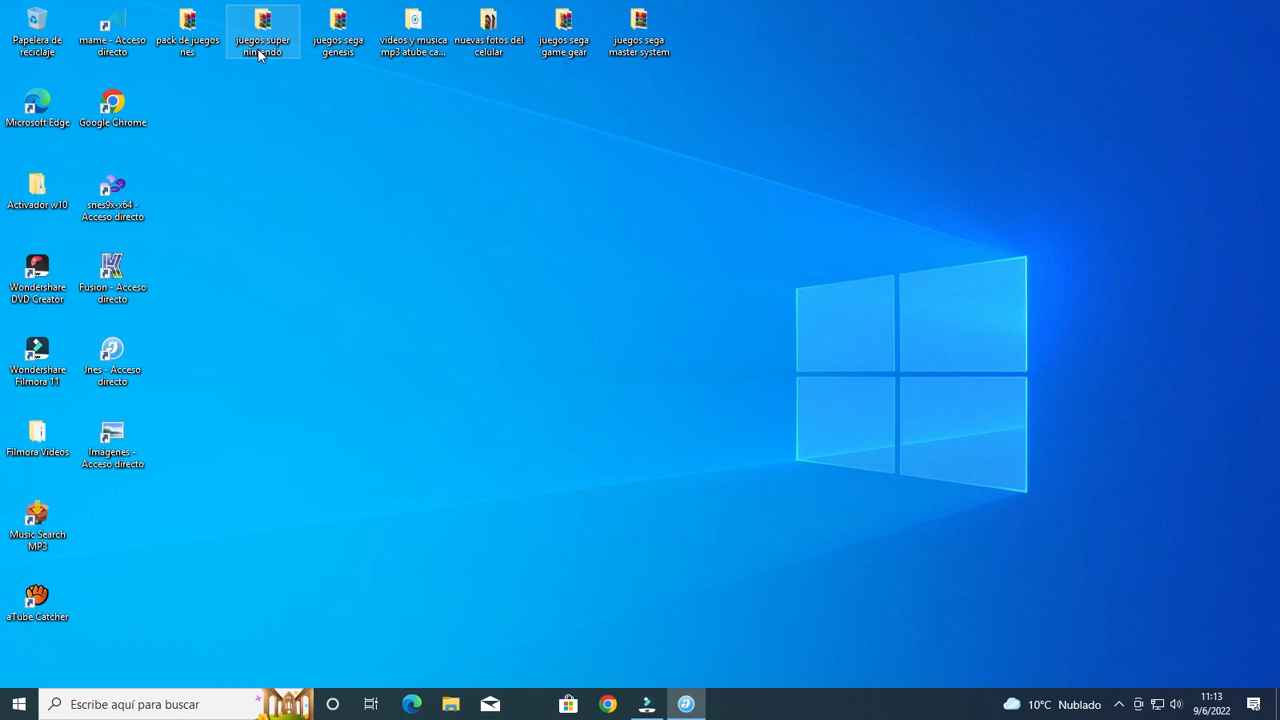 Papelera de
reciclaje
mame - Acceso
directo
pack de juegos
nes
juegos super
nintendo
juegos sega
genesis
videos y musica
mp3 atube ca...
nuevas fotos del
celular
juegos sega
game gear
juegos sega
master system
Microsoft Edge
Google Chrome
Activador w10
snes9x-x64 -
Acceso directo
Wondershare
DVD Creator
Fusion - Acceso
directo
Wondershare
Filmora 11
Jnes - Acceso
directo
Filmora Videos
Imágenes -
Acceso directo
Music Search
MP3
aTube Catcher
Escribe aquí para buscar
10°C Nublado
11:13
9/6/2022